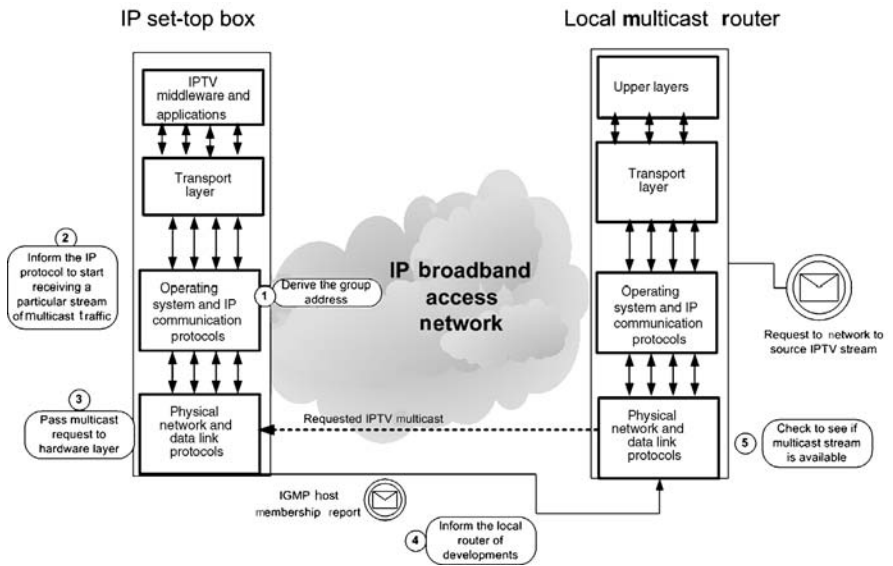 IP set-top box
Local multicast router
IPTV
middleware and
applications
Transport
layer
2
Inform the IP
protocol to start
receiving a
particular stream
of multicast traffic
Operating
system and IP
communication
protocols
1
Derive the group
address
3
Pass multicast
request to
hardware layer
Physical
network and
data link
protocols
IP broadband
access
network
Requested IPTV multicast
IGMP host
membership report
4
Inform the local
router of
developments
Upper layers
Transport
layer
Operating
system and IP
communication
protocols
Physical
network and
data link
protocols
Request to network to
source IPTV stream
5
Check to see if
multicast stream
is available